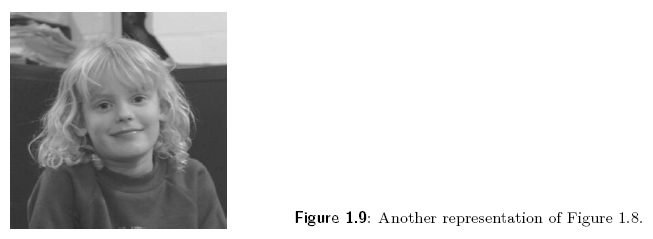 Figure 1.9: Another representation of Figure 1.8.